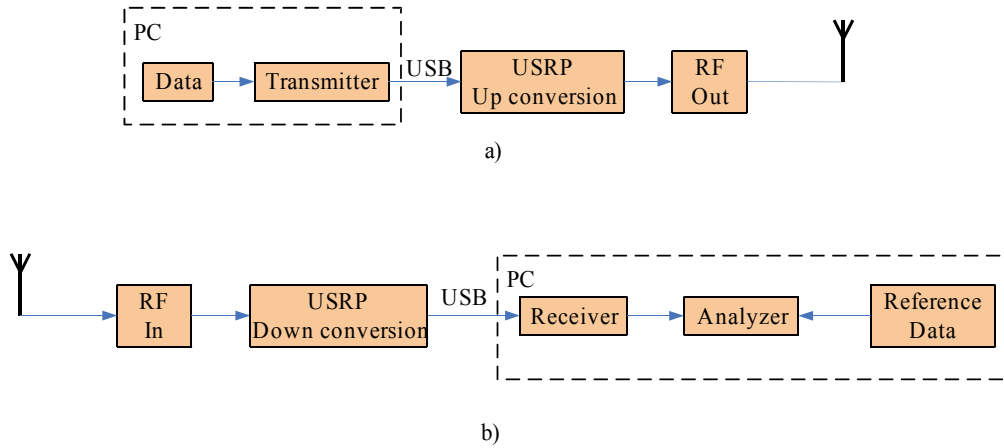 PC
Data
Transmitter
USB
USRP
Up conversion
RF
Out
a)
RF
In
USRP
Down conversion
USB
PC
Receiver
Analyzer
Reference
Data
b)